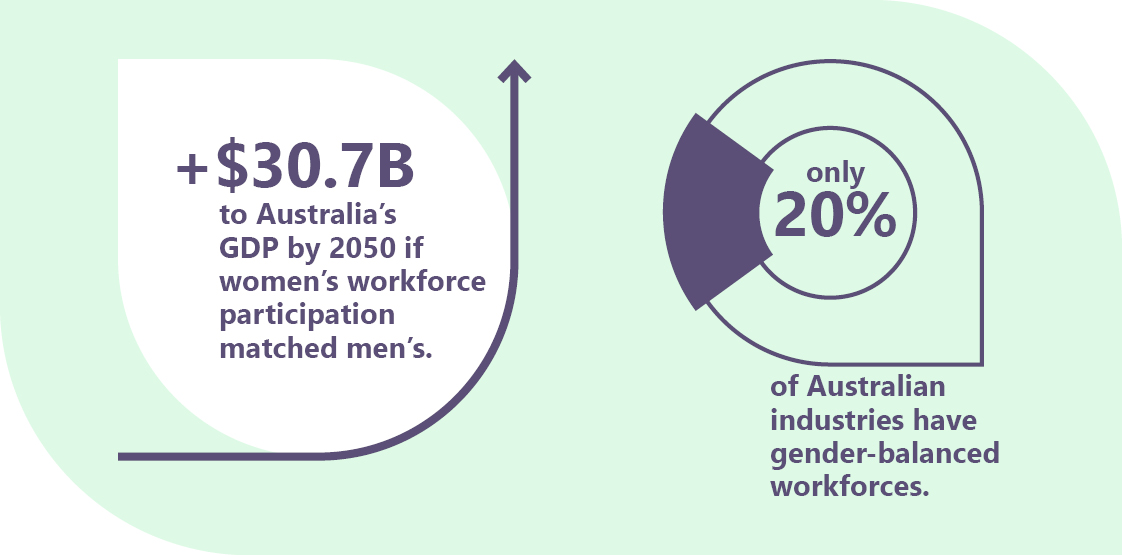 +$30.7B
to Australia’s
GDP by 2050 if
women’s workforce
participation
matched men’s.
only
20%
of Australian
industries have
gender-balanced
workforces.